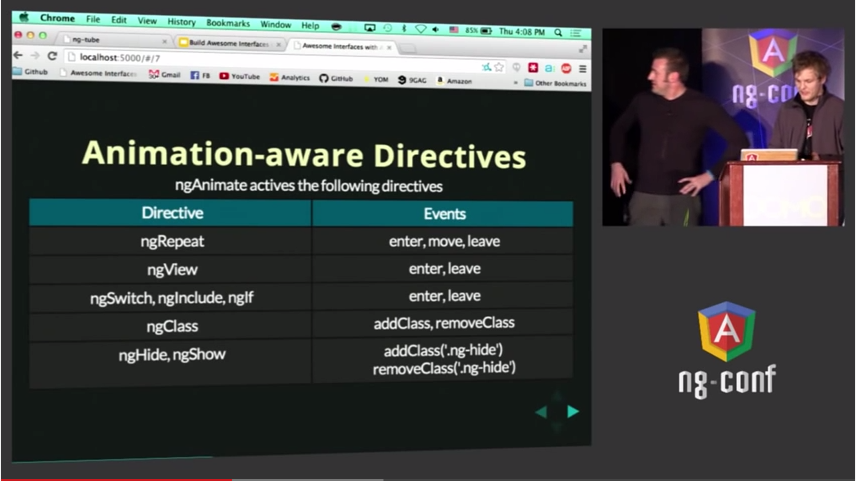 Chrome File Edit View History Bookmarks Window Help 85% Thu 4:08 PM
ng-tube Build Awesome Interfaces Awesome Interfaces with
localhost:5000/#/7
Github Awesome Interfaces Gmail FB YouTube Analytics GitHub YOM 9GAG Amazon » Other Bookmarks
Animation-aware Directives
ngAnimate actives the following directives
Directive Events
ngRepeat enter, move, leave
ngView enter, leave
ngSwitch, ngInclude, ngIf enter, leave
ngClass addClass, removeClass
ngHide, ngShow addClass('.ng-hide')
removeClass('.ng-hide')
A
ng-conf
A
ng-conf